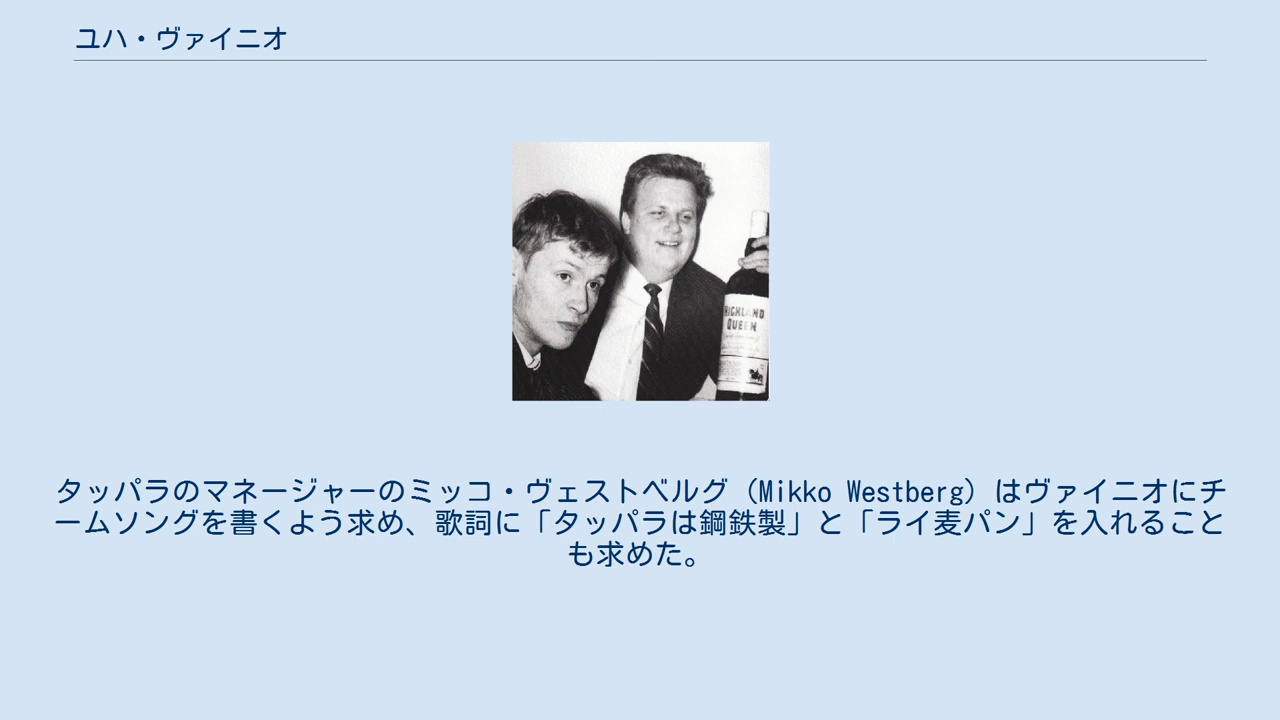 ユハ・ヴァイニオ
HIGHLAND
QUEEN
タッパラのマネージャーのミッコ・ヴェストベルグ（Mikko Westberg）はヴァイニオにチ
ームソングを書くよう求め、歌詞に「タッパラは鋼鉄製」と「ライ麦パン」を入れること
も求めた。